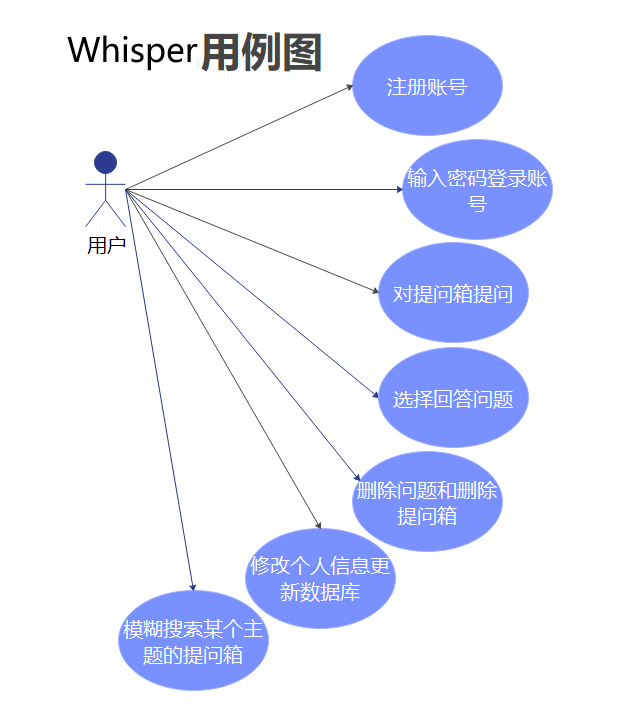 Whisper用例图
注册账号
输入密码登录账
号
用户
对提问箱提问
选择回答问题
删除问题和删除
提问箱
修改个人信息更
新数据库
模糊搜索某个主
题的提问箱